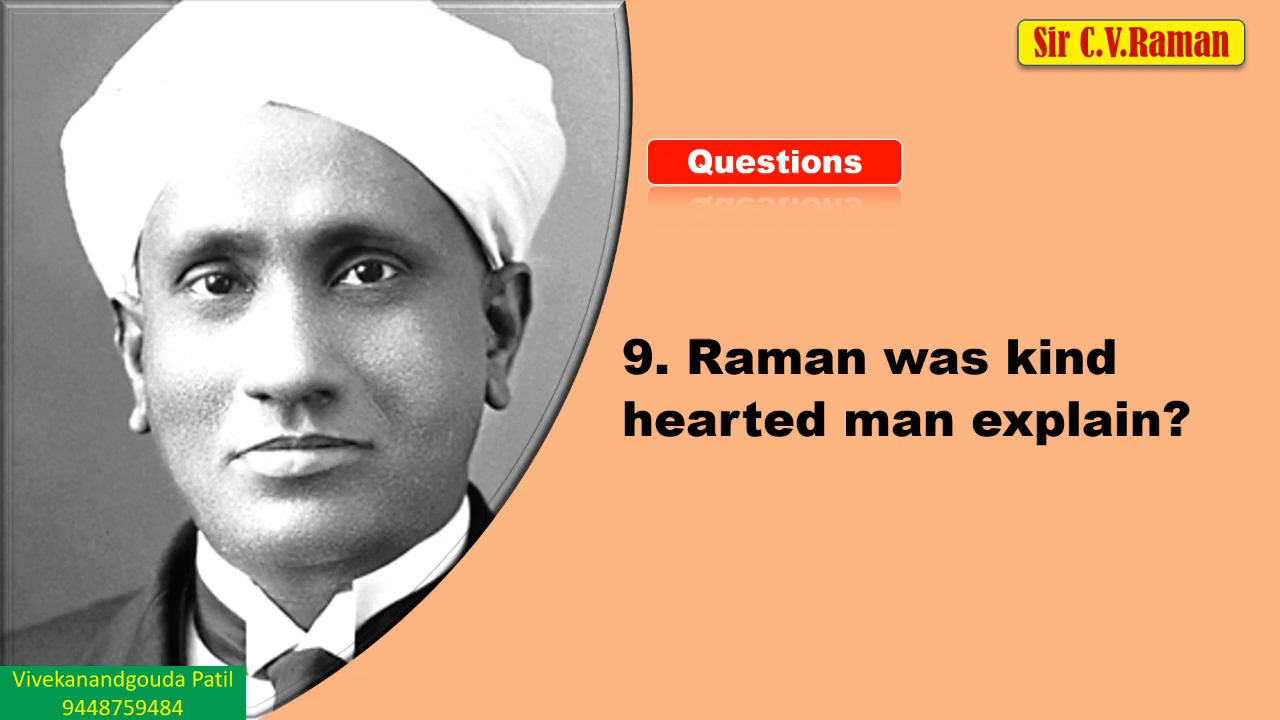 Sir C.V.Raman
Questions
9. Raman was kind
hearted man explain?
Vivekanandgouda Patil
9448759484